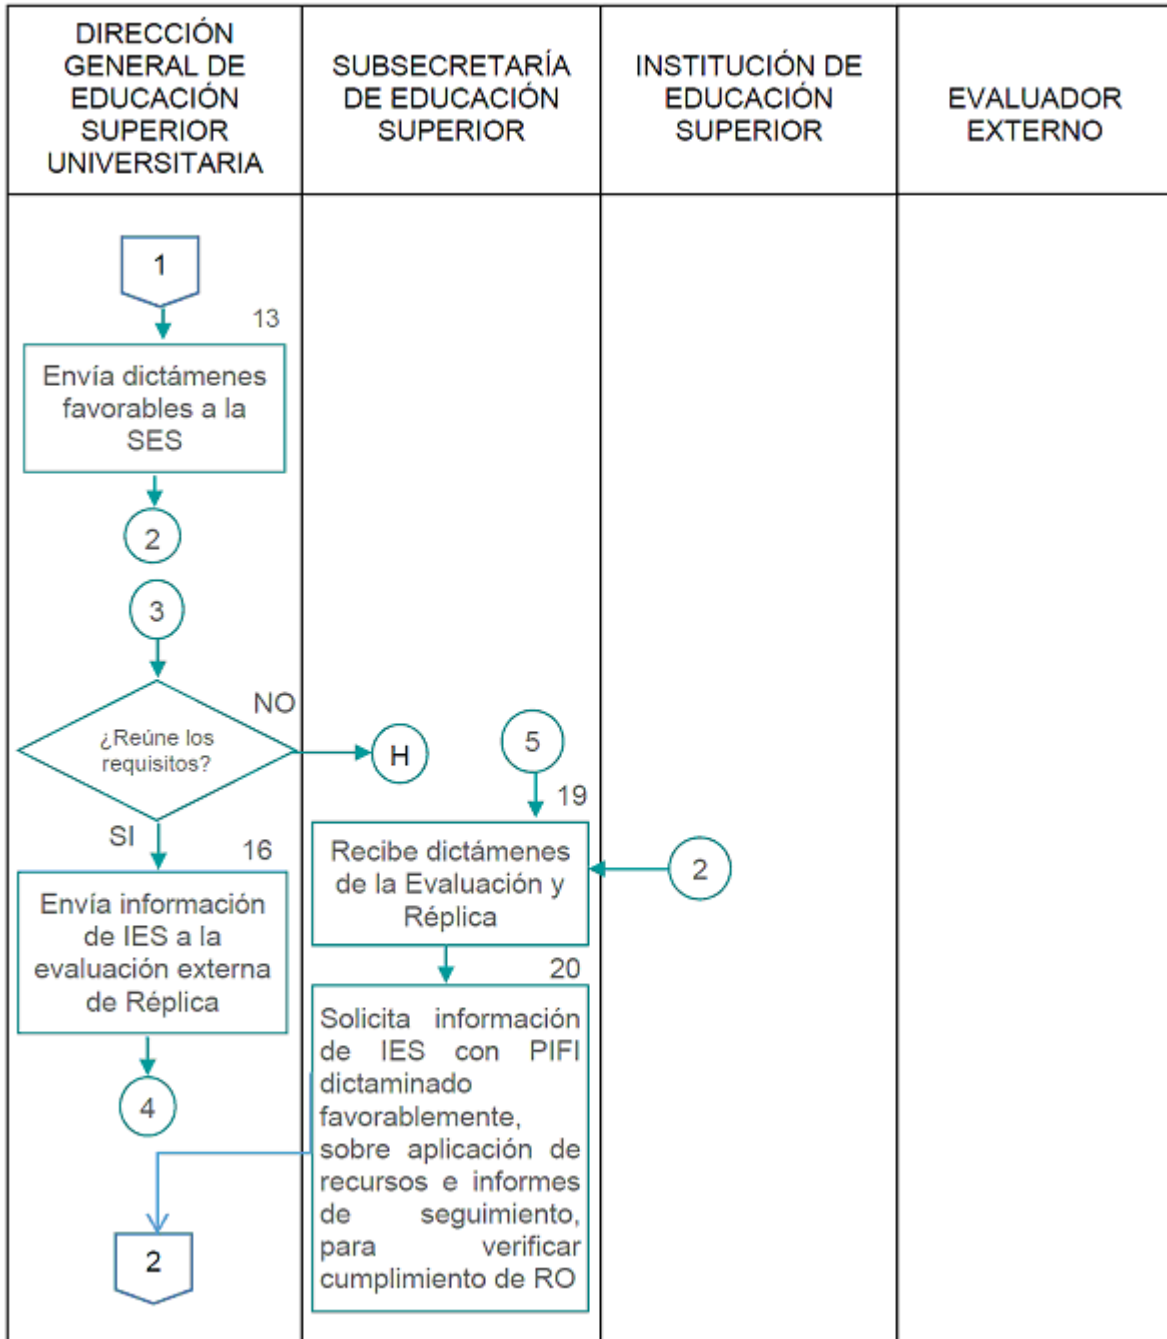 DIRECCIÓN
GENERAL DE
EDUCACIÓN
SUPERIOR
UNIVERSITARIA
SUBSECRETARÍA
DE EDUCACIÓN
SUPERIOR
INSTITUCIÓN DE
EDUCACIÓN
SUPERIOR
EVALUADOR
EXTERNO
1
13
Envía dictámenes
favorables a la
SES
2
3
¿Reúne los
requisitos?
NO
H
SI
16
Envía información
de IES a la
evaluación externa
de Réplica
4
2
5
19
Recibe dictámenes
de la Evaluación y
Réplica
2
20
Solicita información
de IES con PIFI
dictaminado
favorablemente,
sobre aplicación de
recursos e informes
de seguimiento,
para verificar
cumplimiento de RO